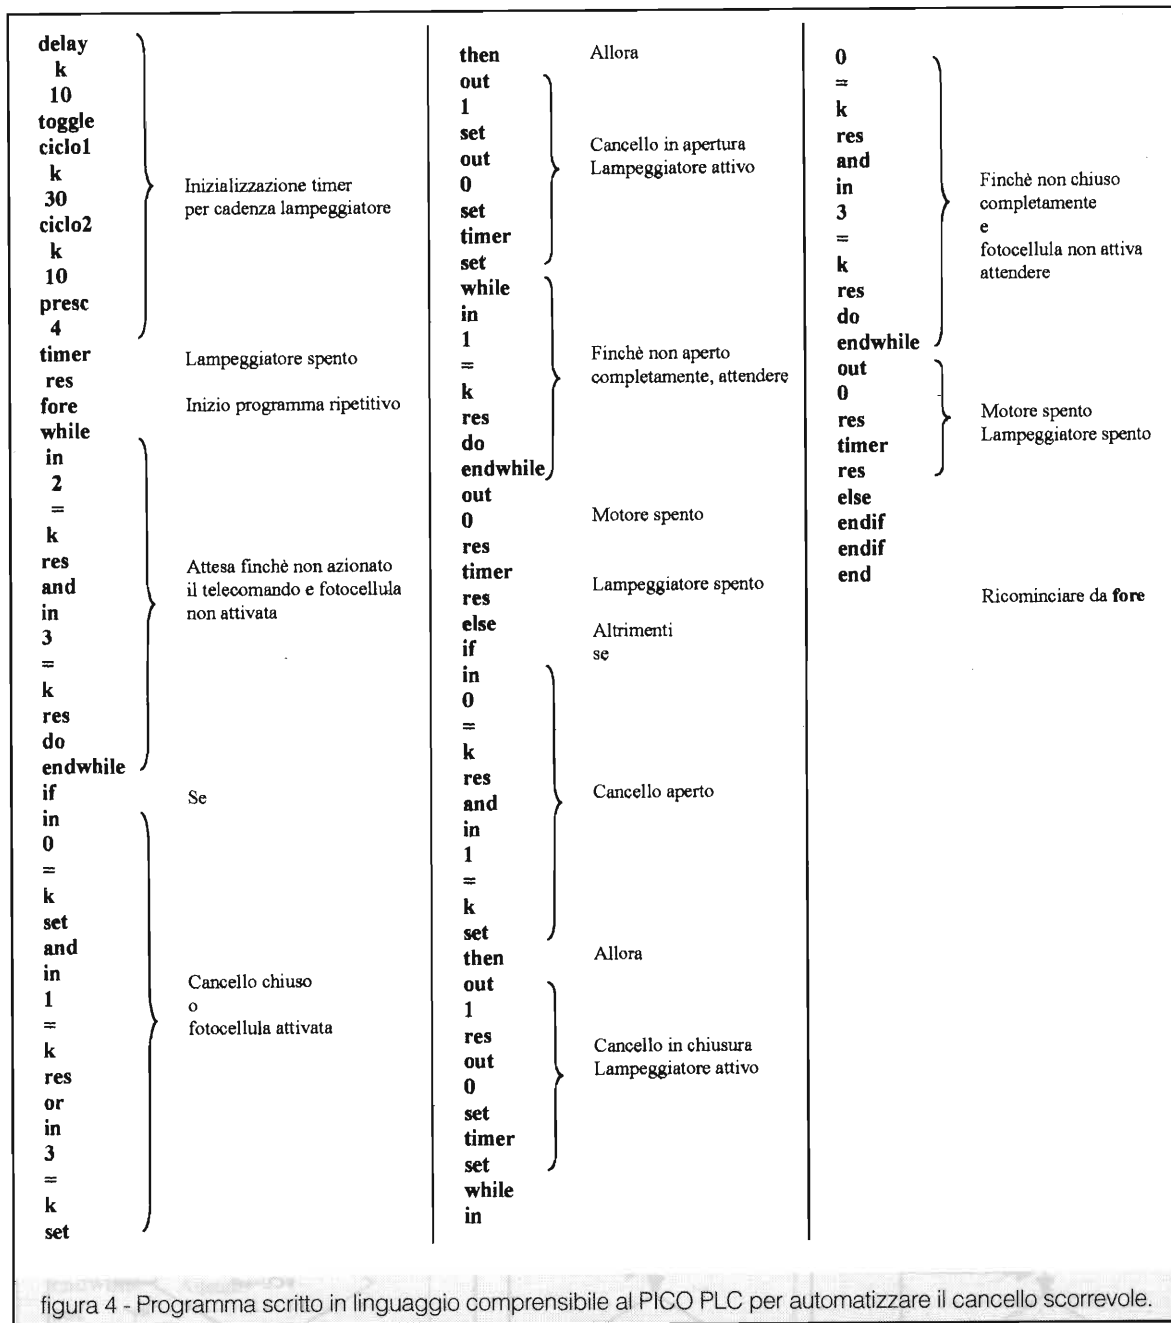 delay
k
10
toggle
ciclo1
k
30
ciclo2
k
10
presc
4
Inizializzazione timer
per cadenza lampeggiatore
timer
res
Lampeggiatore spento
fore
Inizio programma ripetitivo
while
in
2
=
k
res
and
in
3
=
k
res
do
endwhile
Attesa finchè non azionato
il telecomando e fotocellula
non attivata
if
Se
in
0
=
k
set
and
in
1
=
k
res
or
in
3
=
k
set
Cancello chiuso
o
fotocellula attivata
then
Allora
out
1
set
out
0
set
timer
set
Cancello in apertura
Lampeggiatore attivo
while
in
1
=
k
res
do
endwhile
Finchè non aperto
completamente, attendere
out
0
res
Motore spento
timer
res
Lampeggiatore spento
else
Altrimenti
if
se
in
0
=
k
res
and
in
1
=
k
set
Cancello aperto
then
Allora
out
1
res
out
0
set
timer
set
Cancello in chiusura
Lampeggiatore attivo
while
in
0
=
k
res
and
in
3
=
k
res
do
endwhile
Finchè non chiuso
completamente
e
fotocellula non attiva
attendere
out
0
res
timer
res
Motore spento
Lampeggiatore spento
else
endif
endif
end
Ricominciare da fore
figura 4 - Programma scritto in linguaggio comprensibile al PICO PLC per automatizzare il cancello scorrevole.